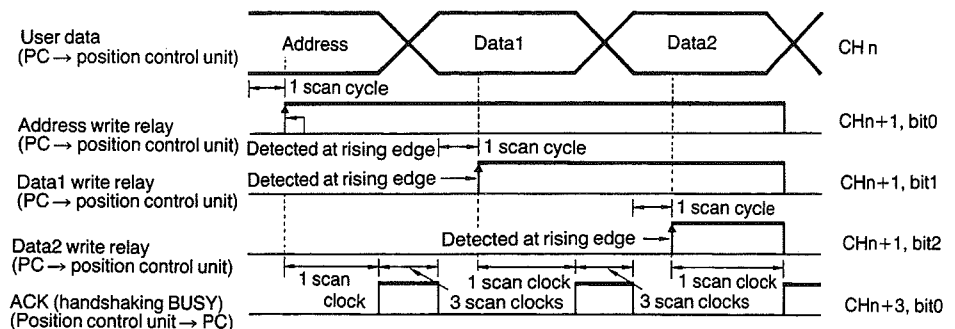 User data
(PC → position control unit)
Address
Data1
Data2
CH n
1 scan cycle
Address write relay
(PC → position control unit)
CHn+1, bit0
Detected at rising edge
1 scan cycle
Data1 write relay
(PC → position control unit)
Detected at rising edge
CHn+1, bit1
1 scan cycle
Data2 write relay
(PC → position control unit)
Detected at rising edge
CHn+1, bit2
1 scan
clock
1 scan clock
1 scan clock
3 scan clocks
3 scan clocks
ACK (handshaking BUSY)
(Position control unit → PC)
CHn+3, bit0